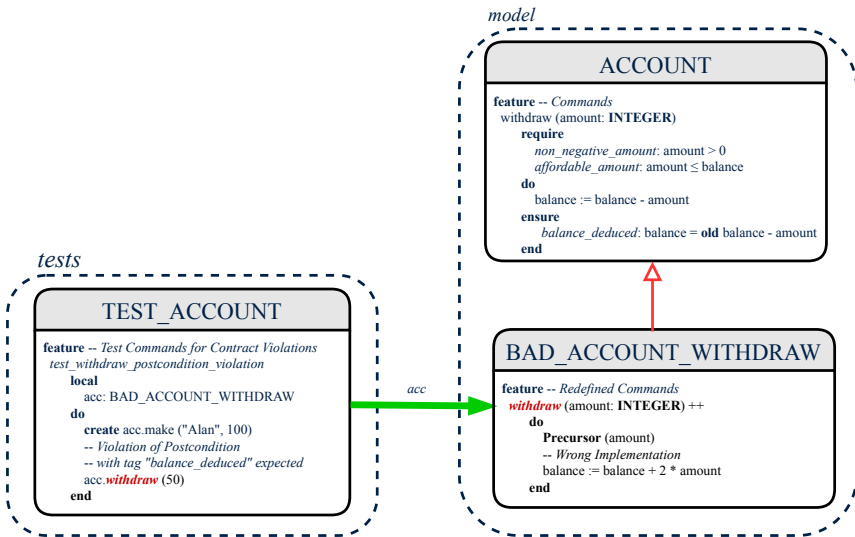 model
ACCOUNT
feature -- Commands
withdraw (amount: INTEGER)
require
non_negative_amount: amount > 0
affordable_amount: amount ≤ balance
do
balance := balance - amount
ensure
balance_deduced: balance = old balance - amount
end
tests
TEST_ACCOUNT
feature -- Test Commands for Contract Violations
test_withdraw_postcondition_violation
local
acc: BAD_ACCOUNT_WITHDRAW
do
create acc.make ("Alan", 100)
-- Violation of Postcondition
-- with tag "balance_deduced" expected
acc.withdraw (50)
end
acc
BAD_ACCOUNT_WITHDRAW
feature -- Redefined Commands
withdraw (amount: INTEGER) ++
do
Precursor (amount)
-- Wrong Implementation
balance := balance + 2 * amount
end